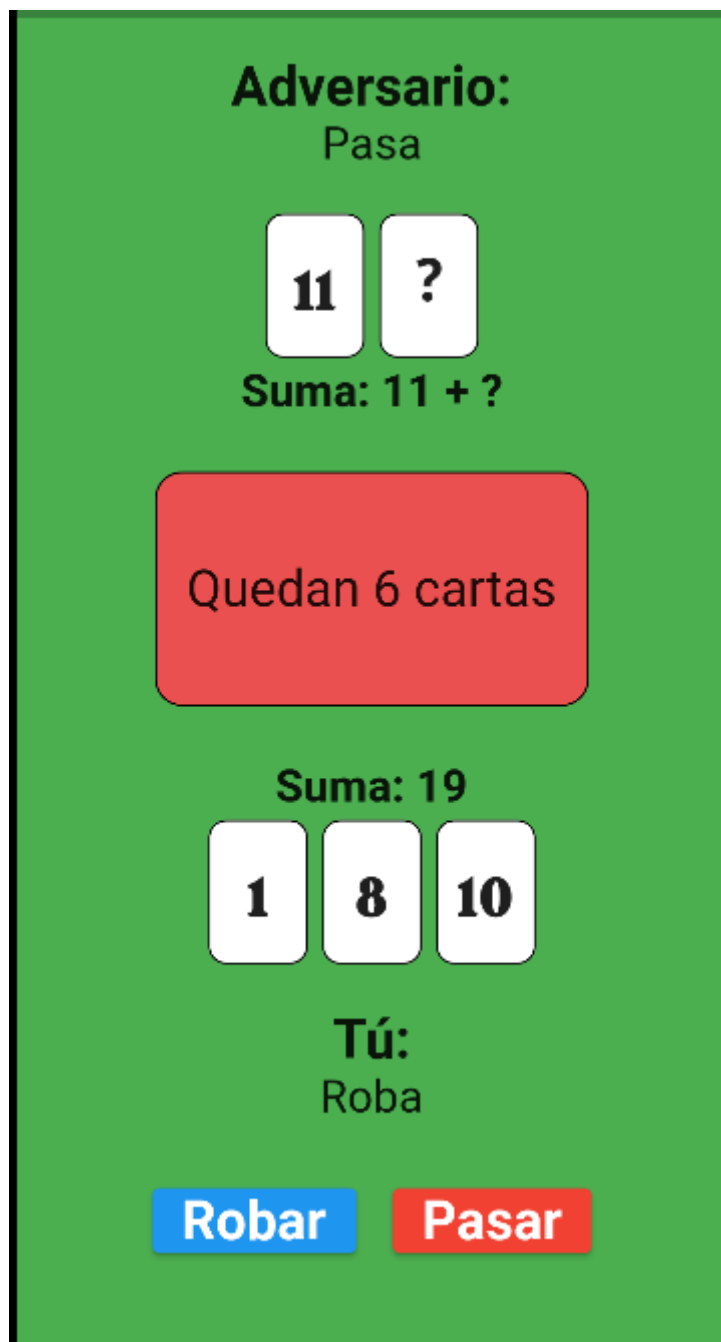 Adversario:
Pasa
11 ?
Suma: 11 + ?
Quedan 6 cartas
Suma: 19
1 8 10
Tú:
Roba
Robar Pasar